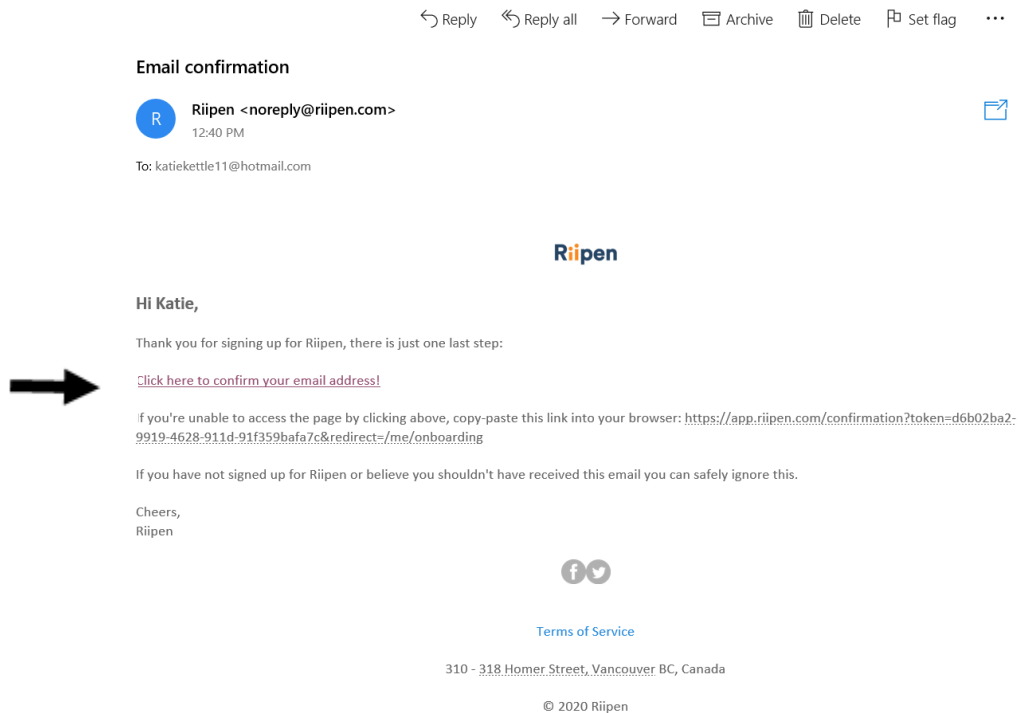 Reply Reply all Forward Archive Delete Set flag
Email confirmation
R
Riipen <noreply@riipen.com>
12:40 PM
To: katiekettle11@hotmail.com
Riipen
Hi Katie,
Thank you for signing up for Riipen, there is just one last step:
Click here to confirm your email address!
If you're unable to access the page by clicking above, copy-paste this link into your browser: https://app.riipen.com/confirmation?token=d6b02ba2-
9919-4628-911d-91f359bafa7c&redirect=/me/onboarding
If you have not signed up for Riipen or believe you shouldn't have received this email you can safely ignore this.
Cheers,
Riipen
Terms of Service
310 - 318 Homer Street, Vancouver BC, Canada
© 2020 Riipen